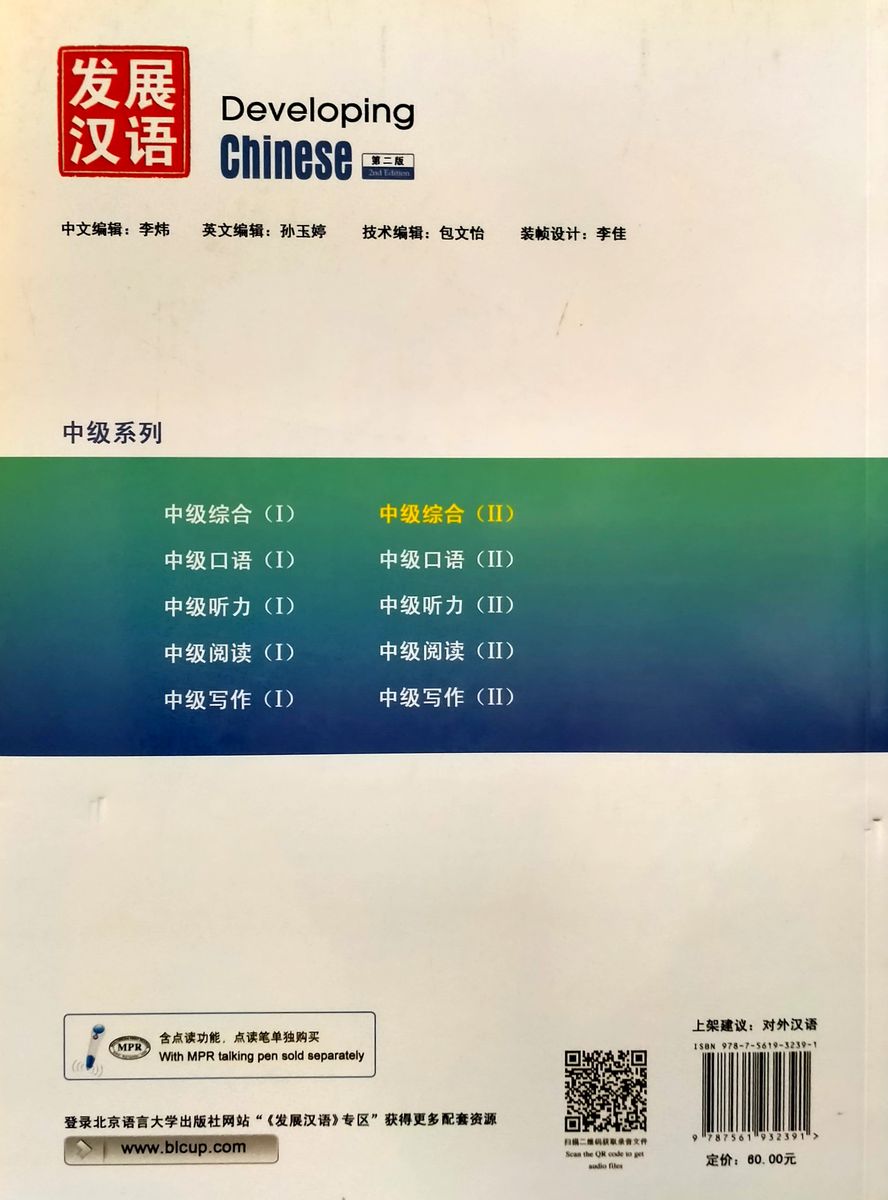 发展
汉语
Developing
Chinese
第二版
2nd Edition
中文编辑：李炜 英文编辑：孙玉婷 技术编辑：包文怡 装帧设计：李佳
中级系列
中级综合（I） 中级综合（II）
中级口语（I） 中级口语（II）
中级听力（I） 中级听力（II）
中级阅读（I） 中级阅读（II）
中级写作（I） 中级写作（II）
MPR
含点读功能，点读笔单独购买
With MPR talking pen sold separately
登录北京语言大学出版社网站“《发展汉语》专区”获得更多配套资源
www.blcup.com
扫描二维码获取录音文件
Scan the QR code to get
audio files
上架建议：对外汉语
ISBN 978-7-5619-3239-1
9 787561 932391 >
定价：60.00元